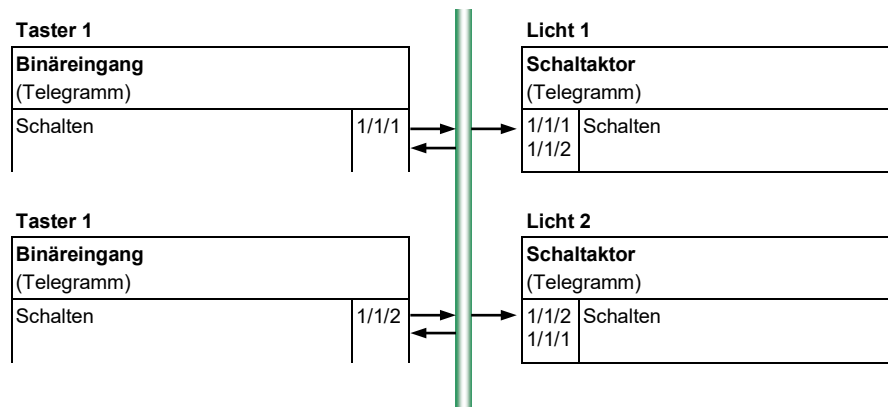 Taster 1
Binäreingang
(Telegramm)
Schalten 1/1/1
Licht 1
Schaltaktor
(Telegramm)
1/1/1 Schalten
1/1/2
Taster 1
Binäreingang
(Telegramm)
Schalten 1/1/2
Licht 2
Schaltaktor
(Telegramm)
1/1/2 Schalten
1/1/1